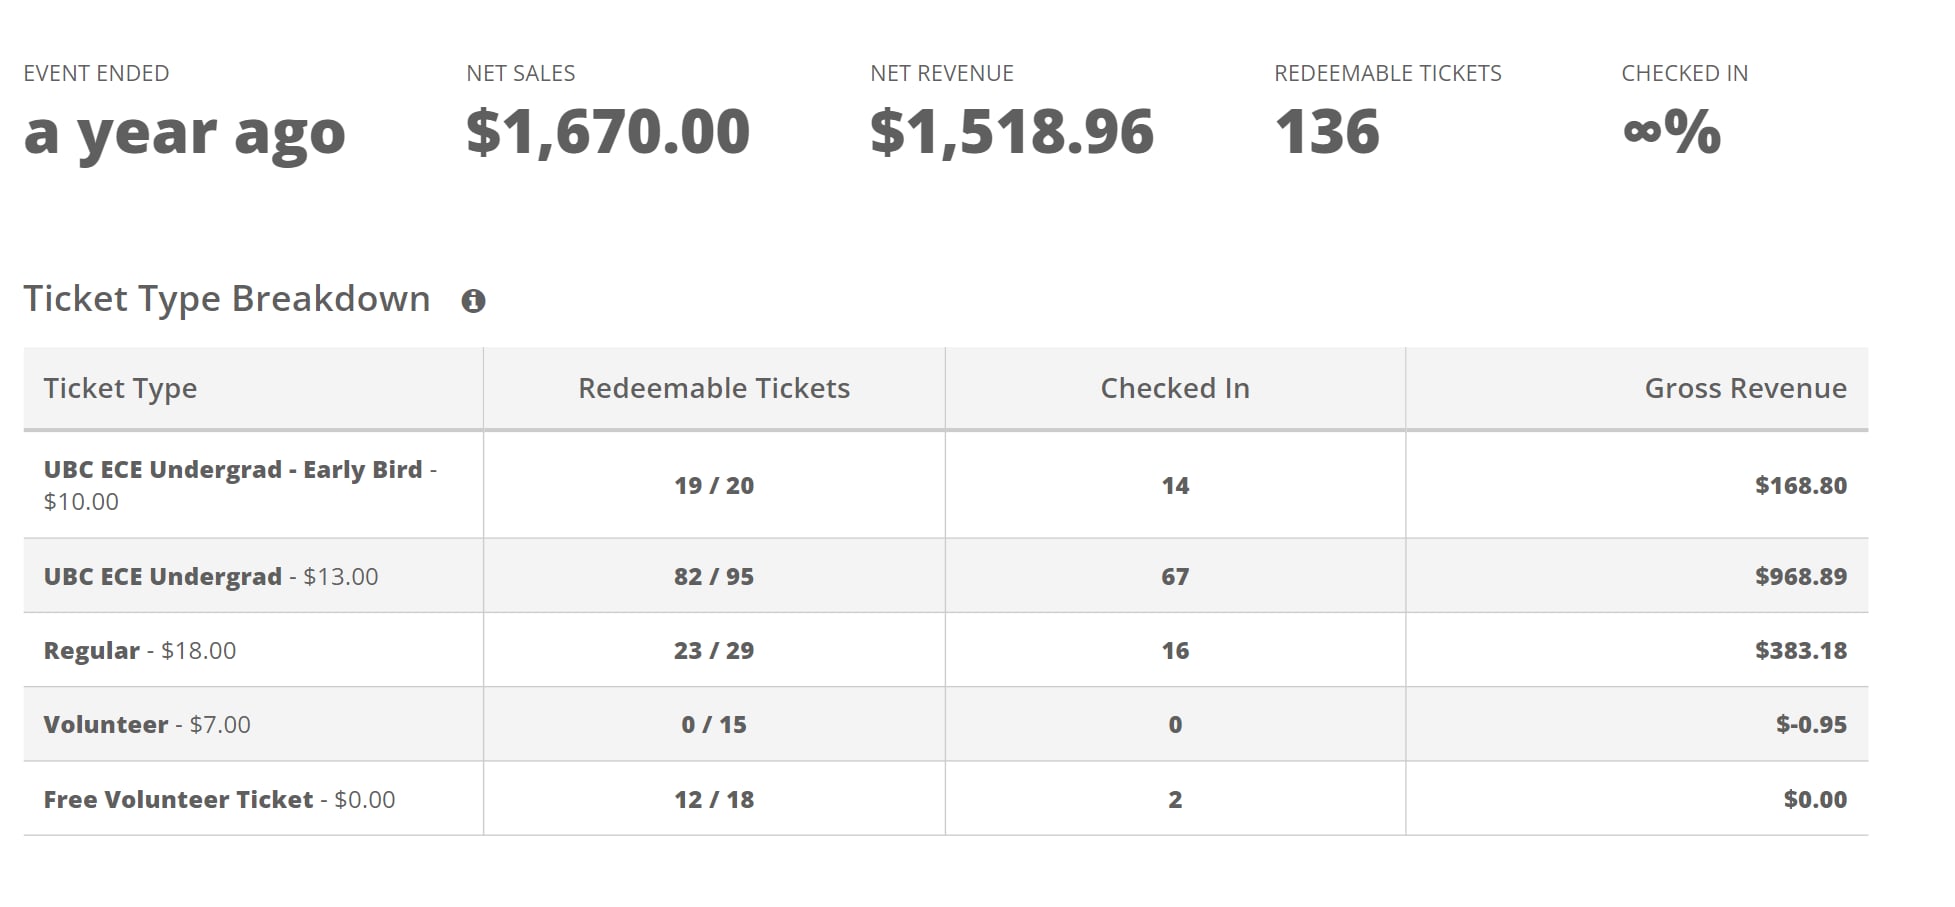 EVENT ENDED
NET SALES
NET REVENUE
REDEEMABLE TICKETS
CHECKED IN
a year ago
$1,670.00
$1,518.96
136
∞%
Ticket Type Breakdown
Ticket Type
Redeemable Tickets
Checked In
Gross Revenue
UBC ECE Undergrad - Early Bird -
$10.00
19 / 20
14
$168.80
UBC ECE Undergrad - $13.00
82 / 95
67
$968.89
Regular - $18.00
23 / 29
16
$383.18
Volunteer - $7.00
0 / 15
0
$-0.95
Free Volunteer Ticket - $0.00
12 / 18
2
$0.00